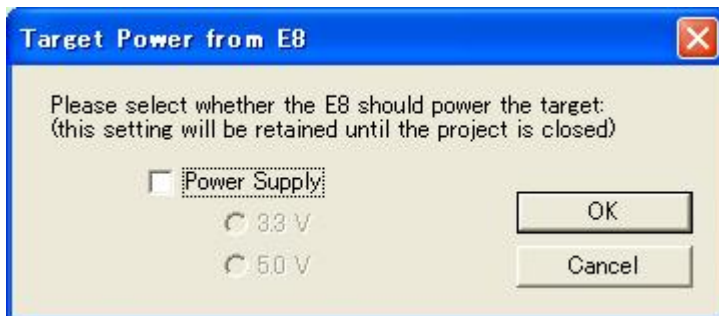 Target Power from E8
Please select whether the E8 should power the target:
(this setting will be retained until the project is closed)
Power Supply
3.3 V
5.0 V
OK
Cancel